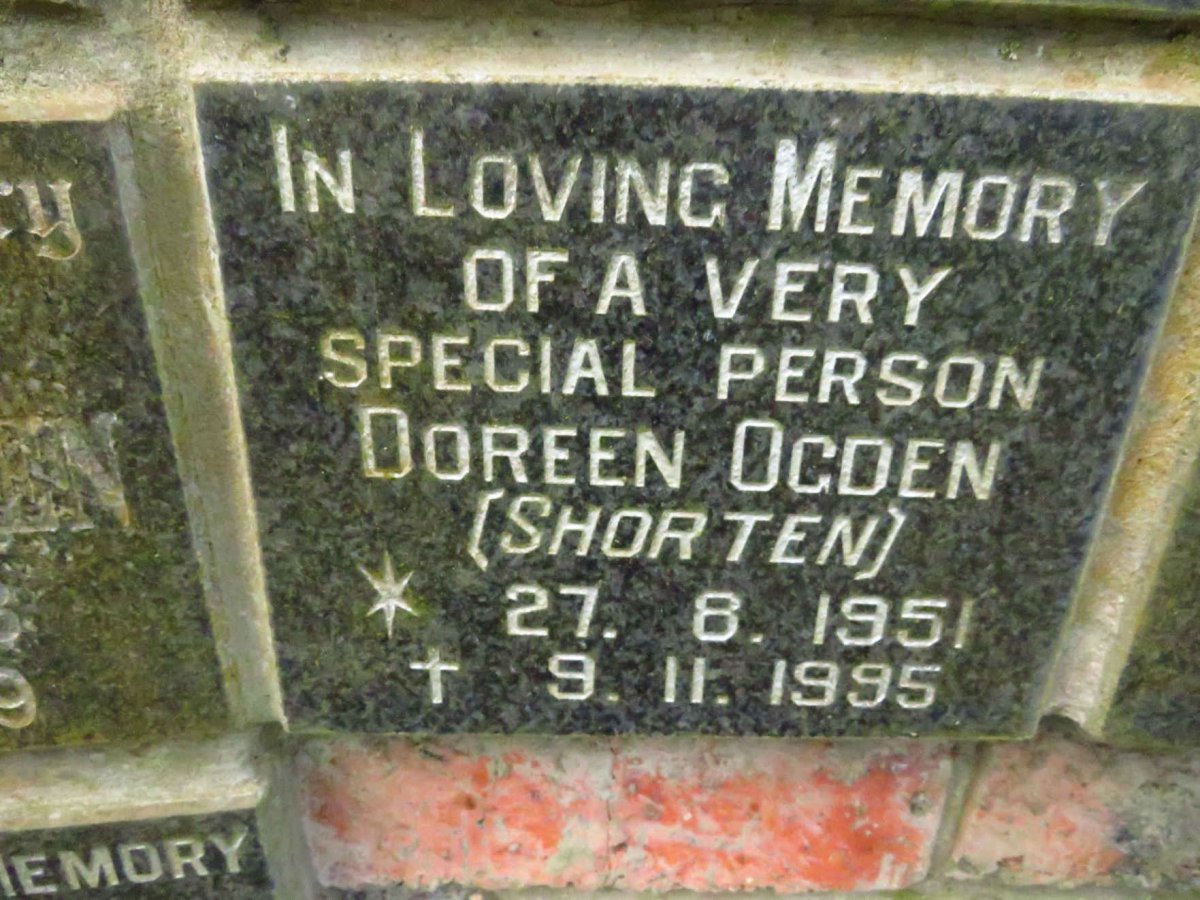 IN LOVING MEMORY
OF A VERY
SPECIAL PERSON
DOREEN OGDEN
(SHORTEN)
27. 8. 1951
† 9. 11. 1995
MEMORY